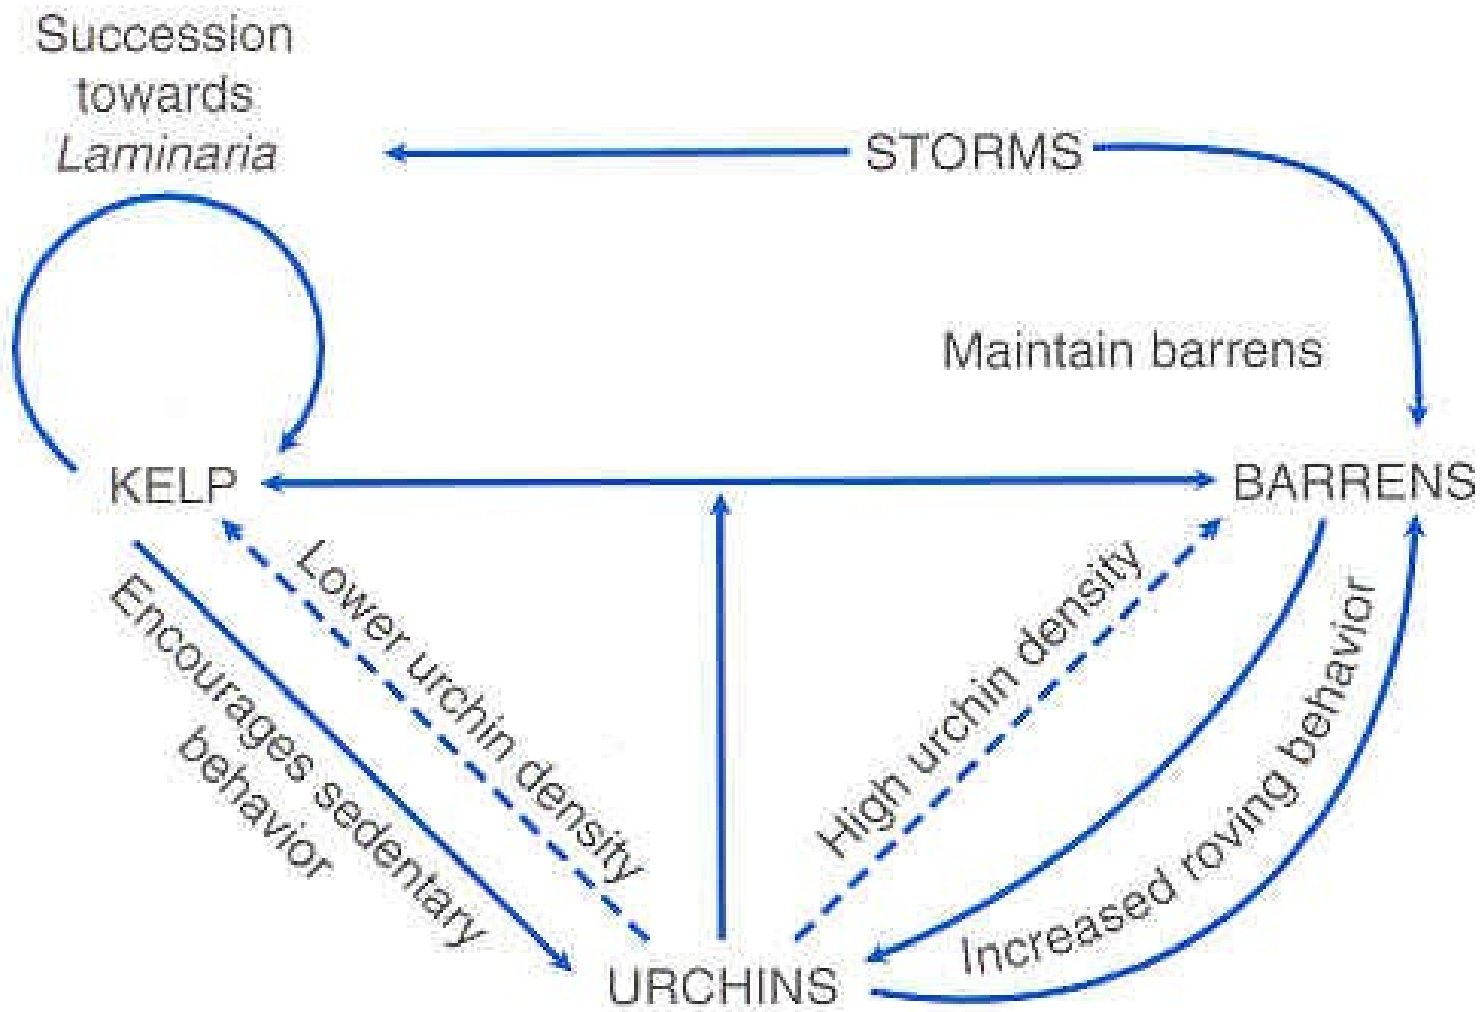 Succession
towards
Laminaria
STORMS
Maintain barrens
KELP
BARRENS
Lower urchin density
Encourages sedentary
behavior
High urchin density
Increased roving behavior
URCHINS